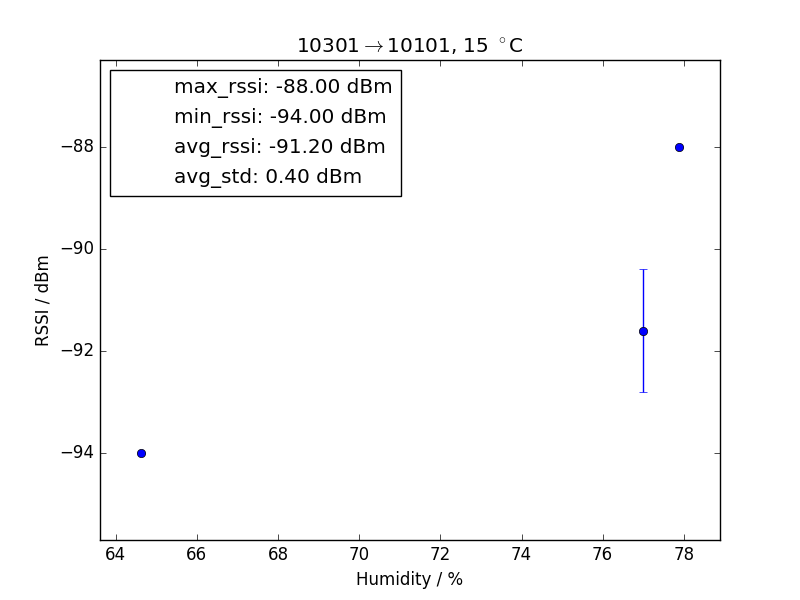 10301→10101, 15 °C
max_rssi: -88.00 dBm
min_rssi: -94.00 dBm
avg_rssi: -91.20 dBm
avg_std: 0.40 dBm
−88
−90
−92
−94
RSSI / dBm
64 66 68 70 72 74 76 78
Humidity / %